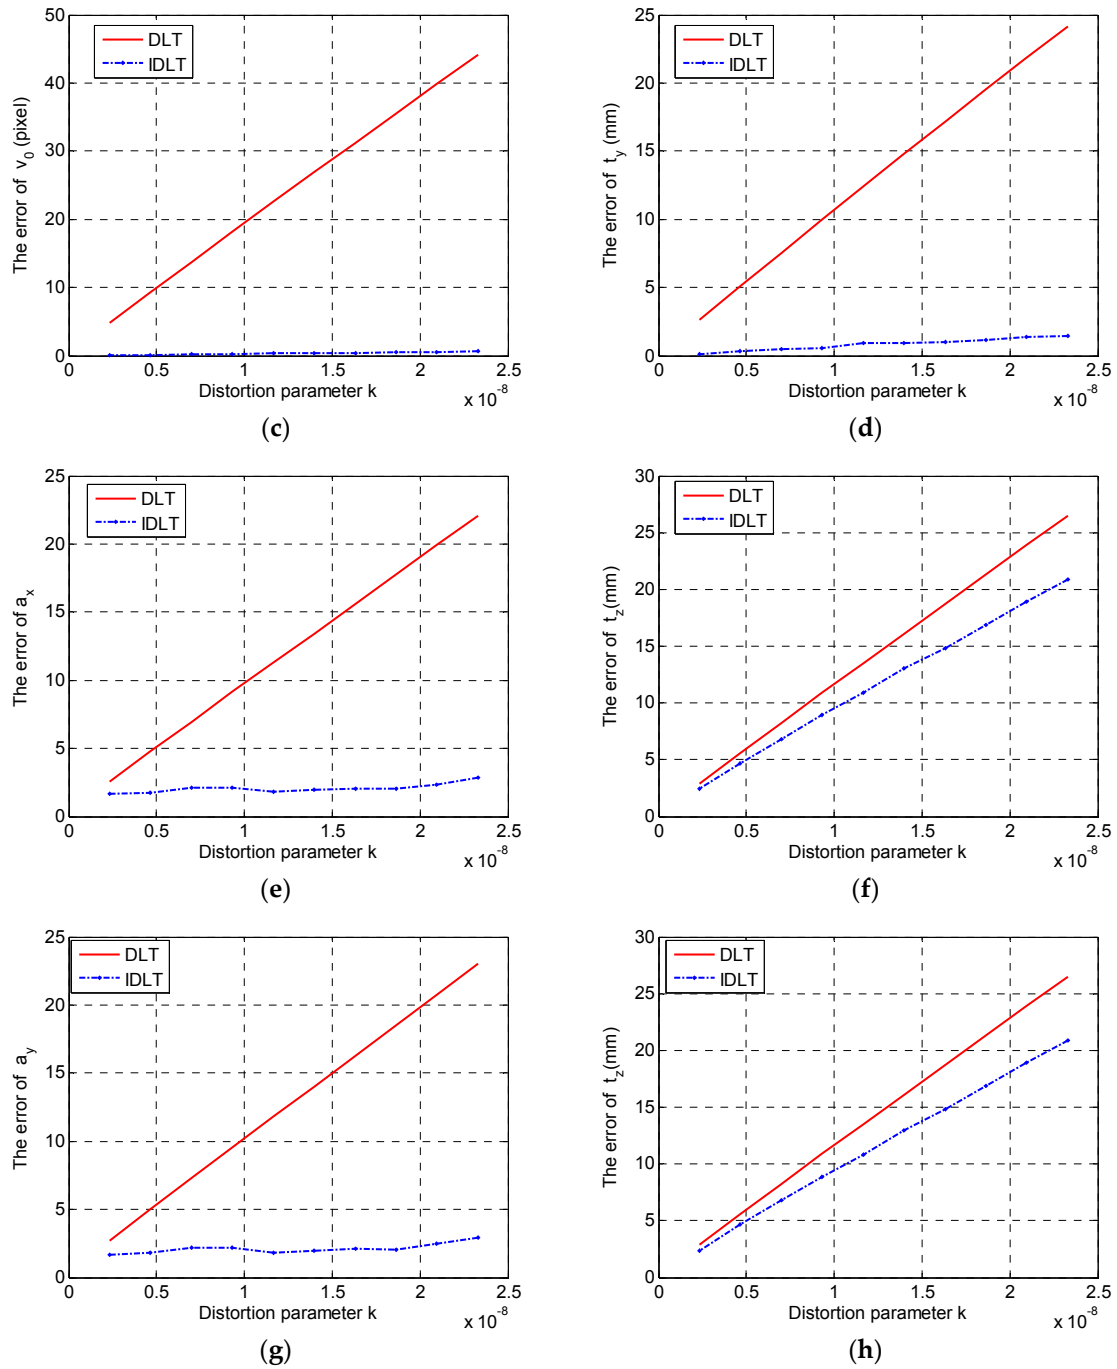 50
40
30
20
10
0
0
0.5
1
1.5
2
2.5
The error of v_0 (pixel)
DLT
IDLT
Distortion parameter k
x 10^-8
(c)
25
20
15
10
5
0
0
0.5
1
1.5
2
2.5
The error of t_y (mm)
DLT
IDLT
Distortion parameter k
x 10^-8
(d)
25
20
15
10
5
0
0
0.5
1
1.5
2
2.5
The error of a_x
DLT
IDLT
Distortion parameter k
x 10^-8
(e)
30
25
20
15
10
5
0
0
0.5
1
1.5
2
2.5
The error of t_z(mm)
DLT
IDLT
Distortion parameter k
x 10^-8
(f)
25
20
15
10
5
0
0
0.5
1
1.5
2
2.5
The error of a_y
DLT
IDLT
Distortion parameter k
x 10^-8
(g)
30
25
20
15
10
5
0
0
0.5
1
1.5
2
2.5
The error of t_z(mm)
DLT
IDLT
Distortion parameter k
x 10^-8
(h)